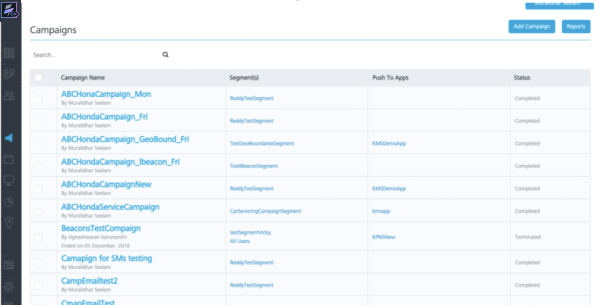 Muralidhar Seelam
Campaigns
Add Campaign
Reports
Search...
Campaign Name Segment(s) Push To Apps Status
ABCHonaCampaign_Mon
By Muralidhar Seelam
ReddyTestSegment
Completed
ABCHondaCampaign_Fri
By Muralidhar Seelam
ReddyTestSegment
Completed
ABCHondaCampaign_GeoBound_Fri
By Muralidhar Seelam
TestGeoBoundariesSegment
KMSDemoApp
Completed
ABCHondaCampaign_Ibeacon_Fri
By Muralidhar Seelam
TestBeaconSegment
Completed
ABCHondaCampaignNew
By Muralidhar Seelam
ReddyTestSegment
KMSDemoApp
Completed
ABCHondaServiceCampaign
By Muralidhar Seelam
CarServicingCampaignSegment
kmsapp
Completed
BeaconsTestCompaign
By vigneshwaran karunanithi
Ended on 05 December, 2016
testSegmentVicky,
All Users
KPNSNew
Terminated
Camapign for SMs testing
By Muralidhar Seelam
ReddyTestSegment
Completed
CampEmailtest2
By Muralidhar Seelam
ReddyTestSegment
Completed
CmapEmailTest